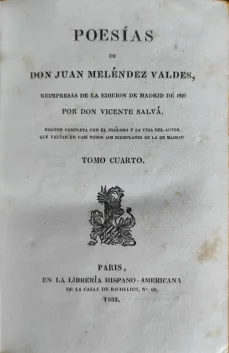 POESÍAS
DE
DON JUAN MELÉNDEZ VALDES,
REIMPRESAS DE LA EDICION DE MADRID DE 1820
POR DON VICENTE SALVÁ.
EDICION COMPLETA CON EL PRÓLOGO Y LA VIDA DEL AUTOR,
QUE FALTAN EN CASI TODOS LOS EJEMPLARES DE LA DE MADRID
TOMO CUARTO.
PARIS,
EN LA LIBRERÍA HISPANO-AMERICANA
DE LA CALLE DE RICHELIEU, Nº 60.
1832.